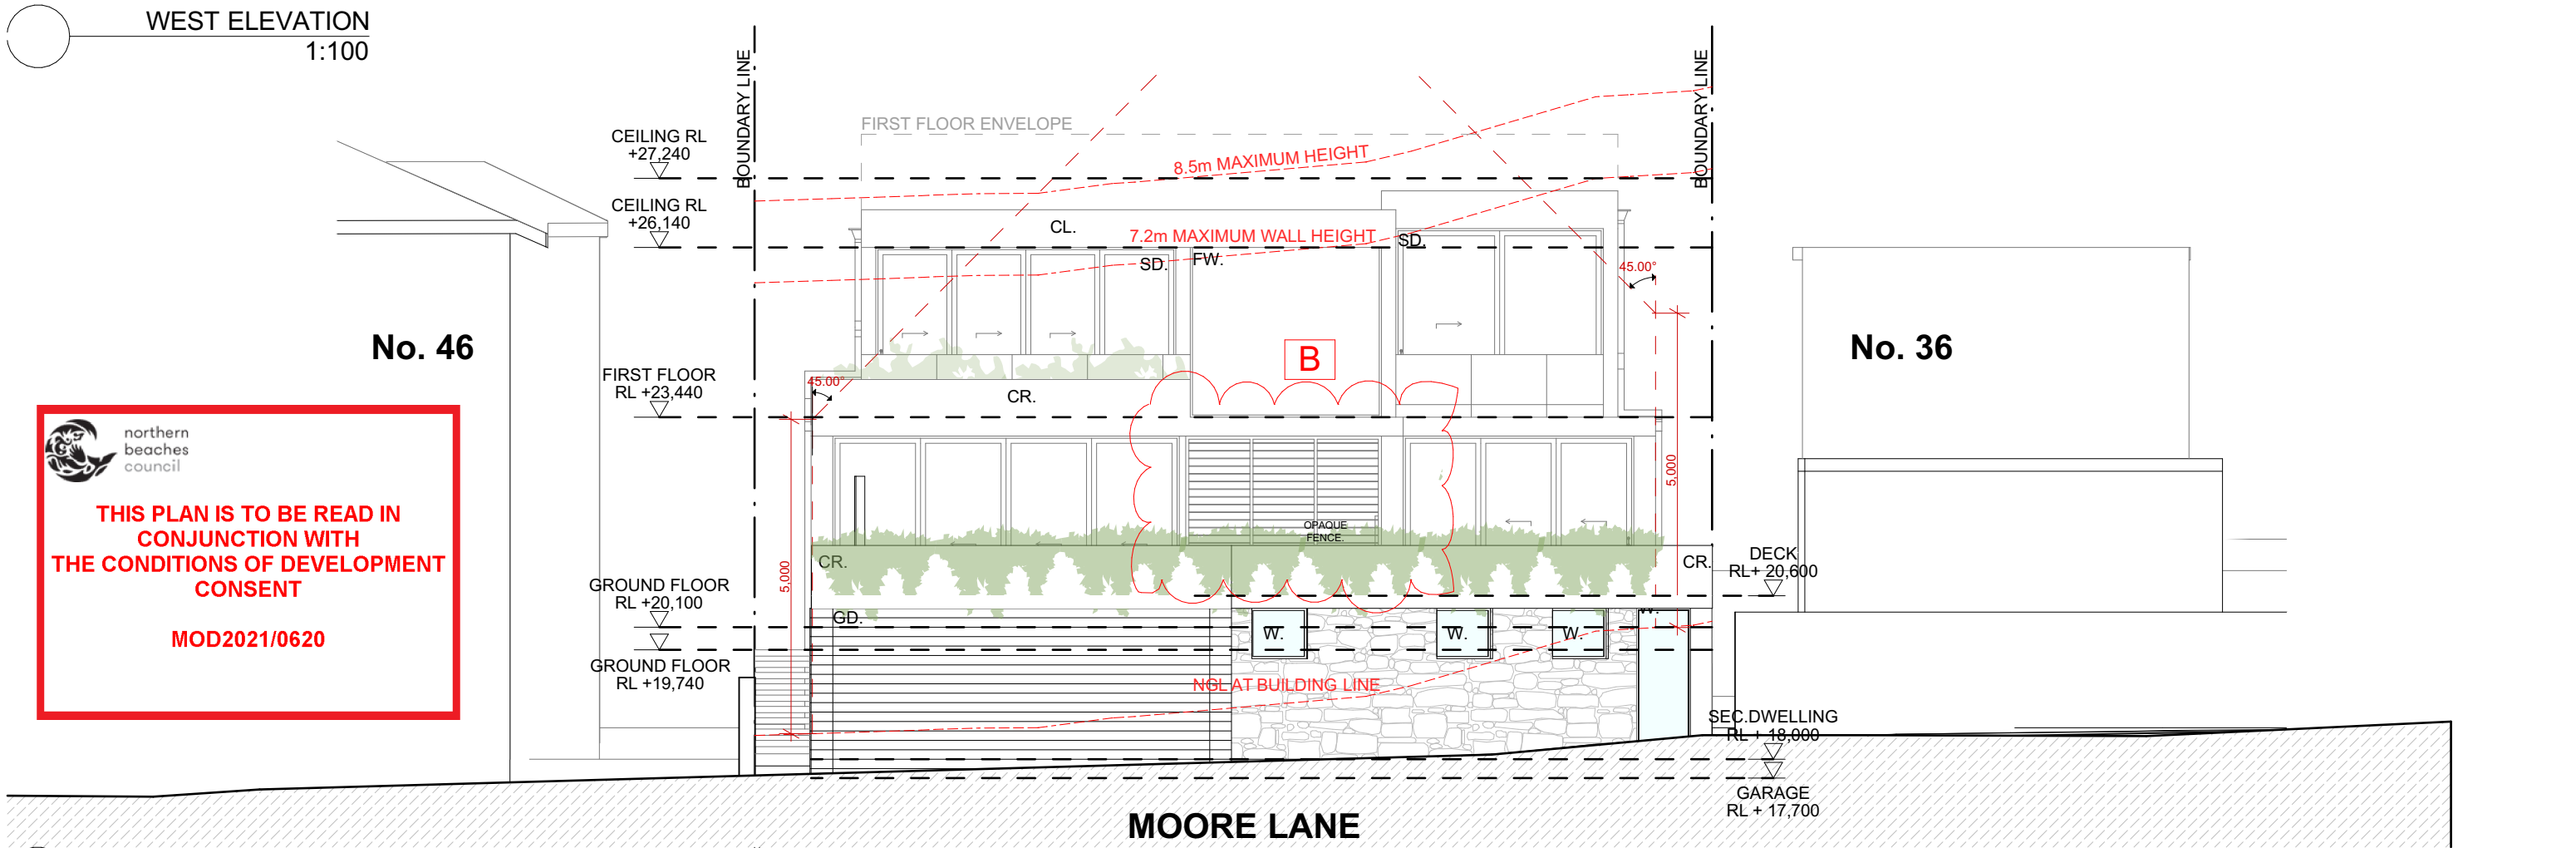 WEST ELEVATION
1:100
BOUNDARY LINE
BOUNDARY LINE
FIRST FLOOR ENVELOPE
CEILING RL
+27,240
8.5m MAXIMUM HEIGHT
CEILING RL
+26,140
CL.
7.2m MAXIMUM WALL HEIGHT
SD.
SD.
FW.
45.00°
No. 46
No. 36
B
FIRST FLOOR
RL +23,440
45.00°
CR.
northern
beaches
council
THIS PLAN IS TO BE READ IN
CONJUNCTION WITH
THE CONDITIONS OF DEVELOPMENT
CONSENT
MOD2021/0620
5,000
OPAQUE
FENCE.
CR.
CR.
DECK
RL+ 20,600
5,000
GROUND FLOOR
RL +20,100
GD.
W.
W.
W.
W.
GROUND FLOOR
RL +19,740
NGL AT BUILDING LINE
SEC.DWELLING
RL + 18,000
GARAGE
RL + 17,700
MOORE LANE